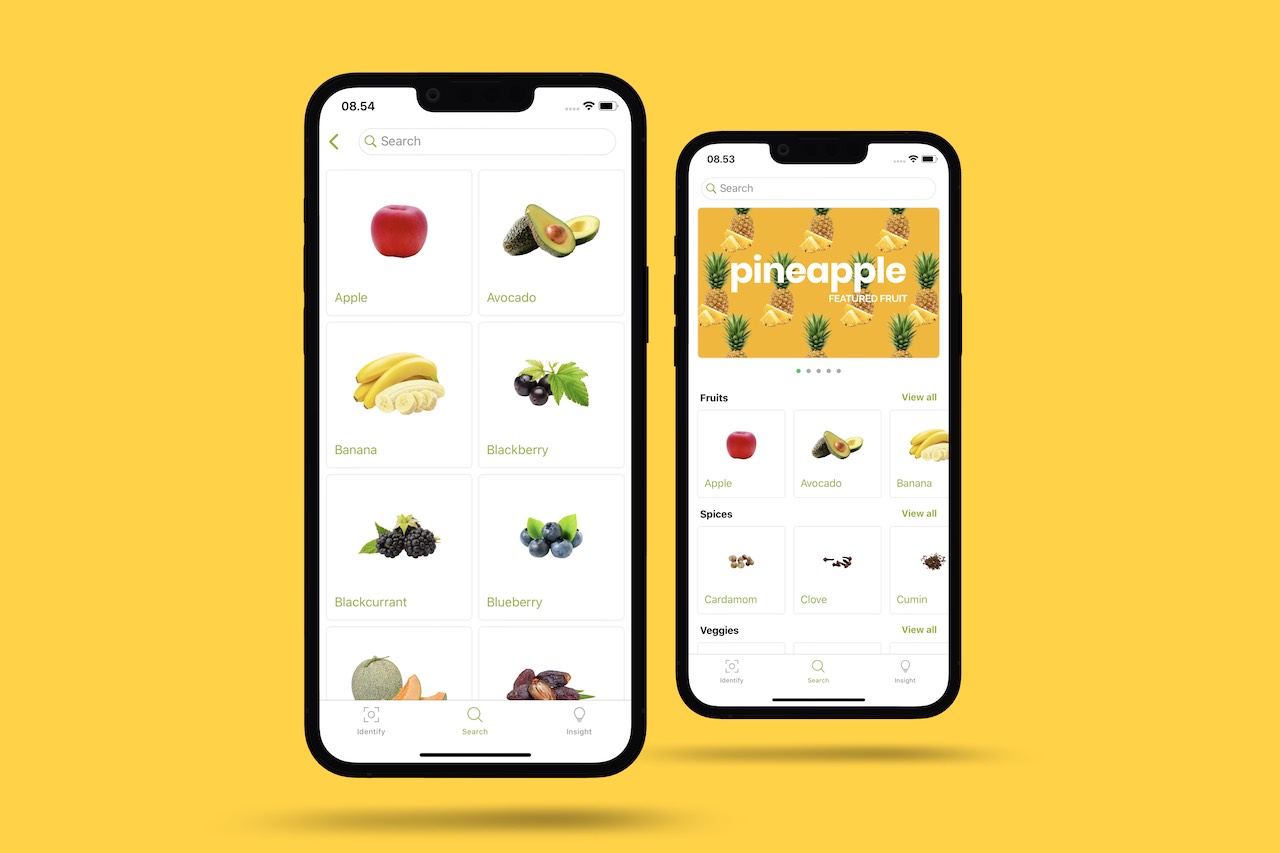 08.54
Search
Apple
Avocado
Banana
Blackberry
Blackcurrant
Blueberry
Identify
Search
Insight
08.53
Search
pineapple
FEATURED FRUIT
Fruits
View all
Apple
Avocado
Banana
Spices
View all
Cardamom
Clove
Cumin
Veggies
View all
Identify
Search
Insight